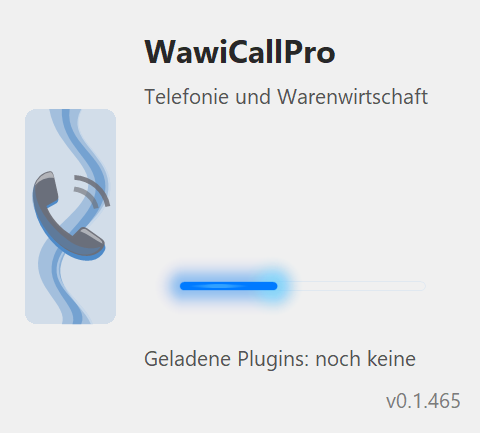 WawiCallPro
Telefonie und Warenwirtschaft
Geladene Plugins: noch keine
v0.1.465